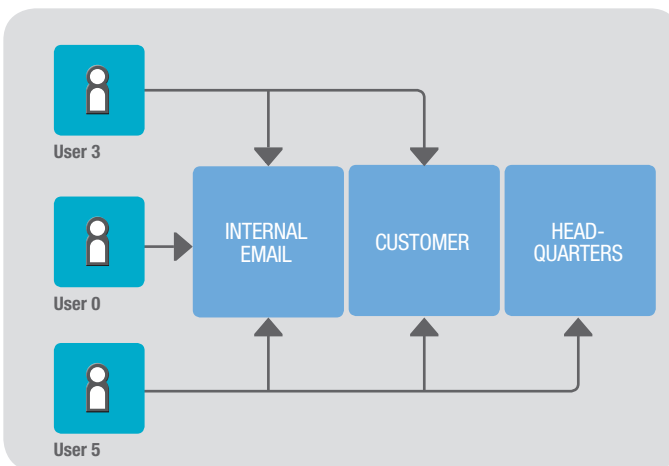 User 3
INTERNAL
EMAIL
CUSTOMER
HEAD-
QUARTERS
User 0
User 5